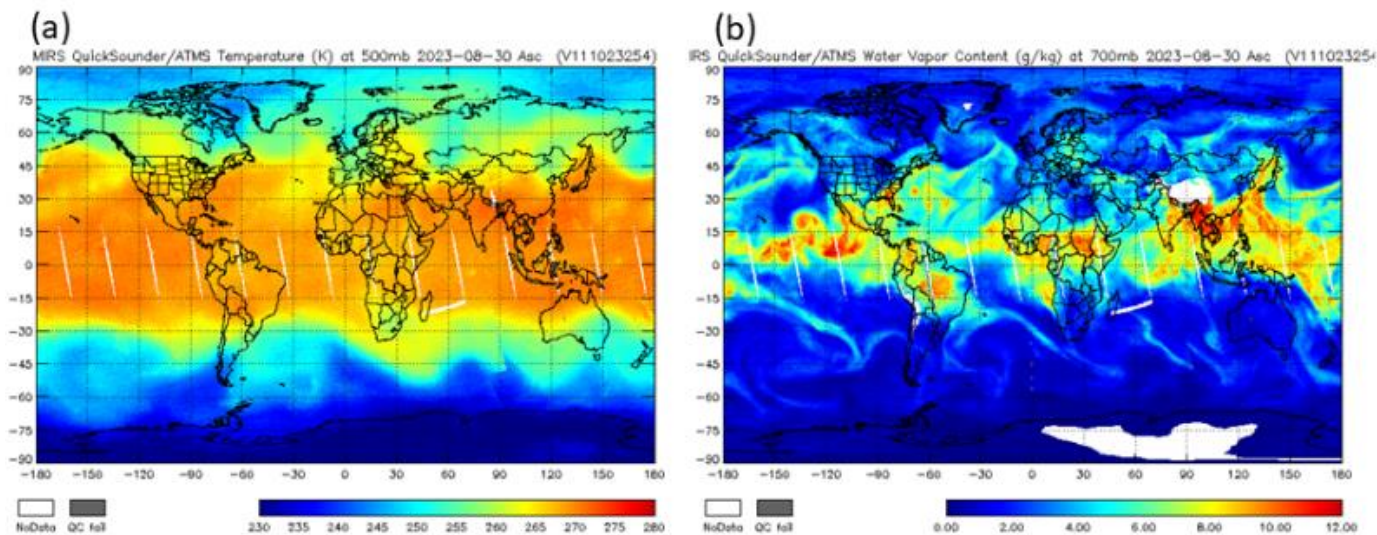 (a)
MIRS QuickSounder/ATMS Temperature (K) at 500mb 2023-08-30 Asc (V111023254)
90
75
60
45
30
15
0
-15
-30
-45
-60
-75
-90
-180 -150 -120 -90 -60 -30 0 30 60 90 120 150 180
NoData QC fail
230 235 240 245 250 255 260 265 270 275 280
(b)
IRS QuickSounder/ATMS Water Vapor Content (g/kg) at 700mb 2023-08-30 Asc (V11102325
90
75
60
45
30
15
0
-15
-30
-45
-60
-75
-90
-180 -150 -120 -90 -60 -30 0 30 60 90 120 150 180
NoData QC fail
0.00 2.00 4.00 6.00 8.00 10.00 12.00